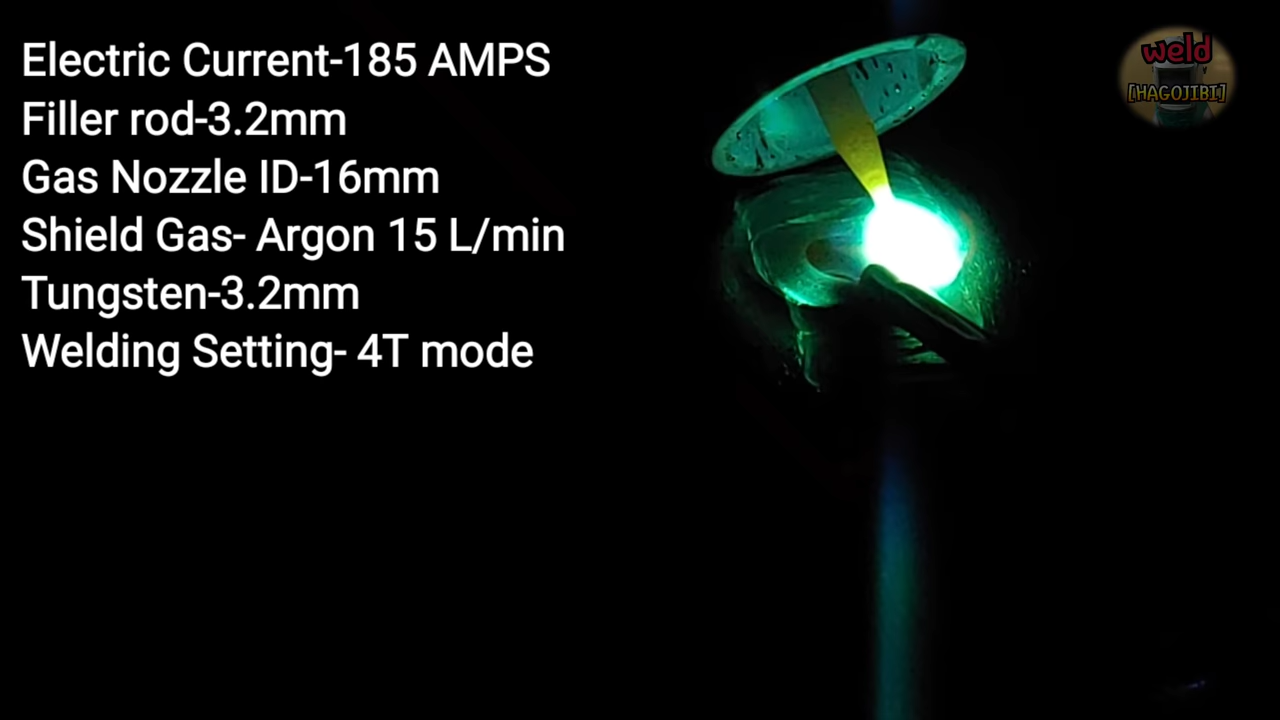 Electric Current-185 AMPS
Filler rod-3.2mm
Gas Nozzle ID-16mm
Shield Gas- Argon 15 L/min
Tungsten-3.2mm
Welding Setting- 4T mode
weld
[HAGOJIBI]